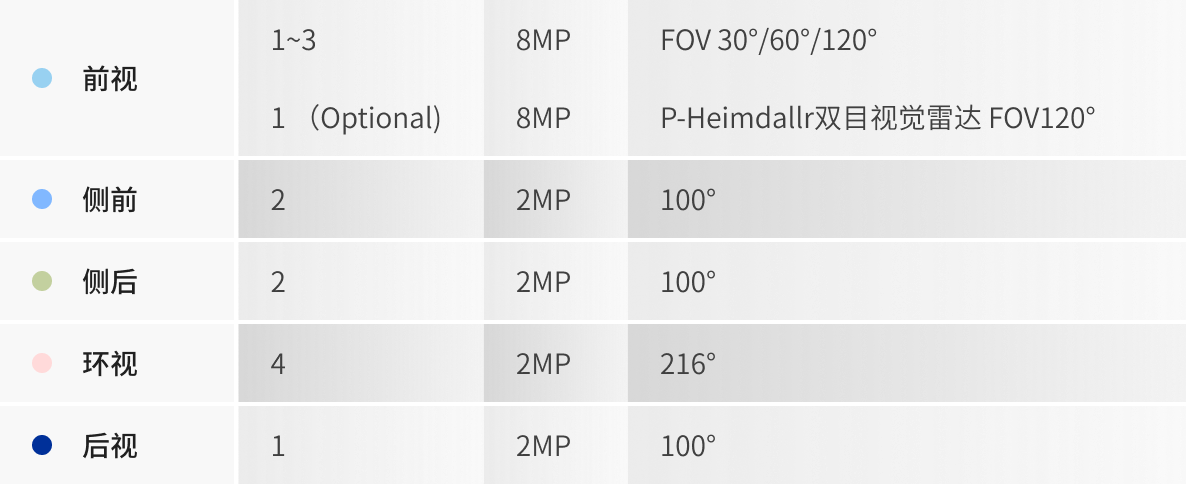 前视
1~3 8MP FOV 30°/60°/120°
1 （Optional) 8MP P-Heimdallr双目视觉雷达 FOV120°
侧前 2 2MP 100°
侧后 2 2MP 100°
环视 4 2MP 216°
后视 1 2MP 100°